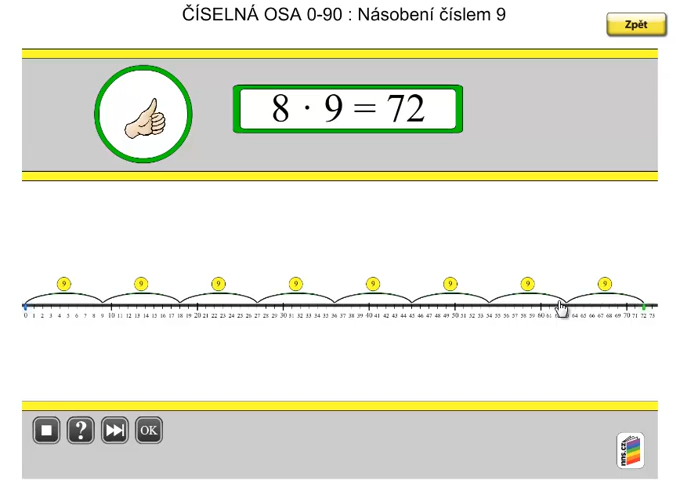 ČÍSELNÁ OSA 0-90 : Násobení číslem 9
Zpět
8 · 9 = 72
9 9 9 9 9 9 9 9
0 1 2 3 4 5 6 7 8 9 10 11 12 13 14 15 16 17 18 19 20 21 22 23 24 25 26 27 28 29 30 31 32 33 34 35 36 37 38 39 40 41 42 43 44 45 46 47 48 49 50 51 52 53 54 55 56 57 58 59 60 61 64 65 66 67 68 69 70 71 72 73
? OK
nns.cz